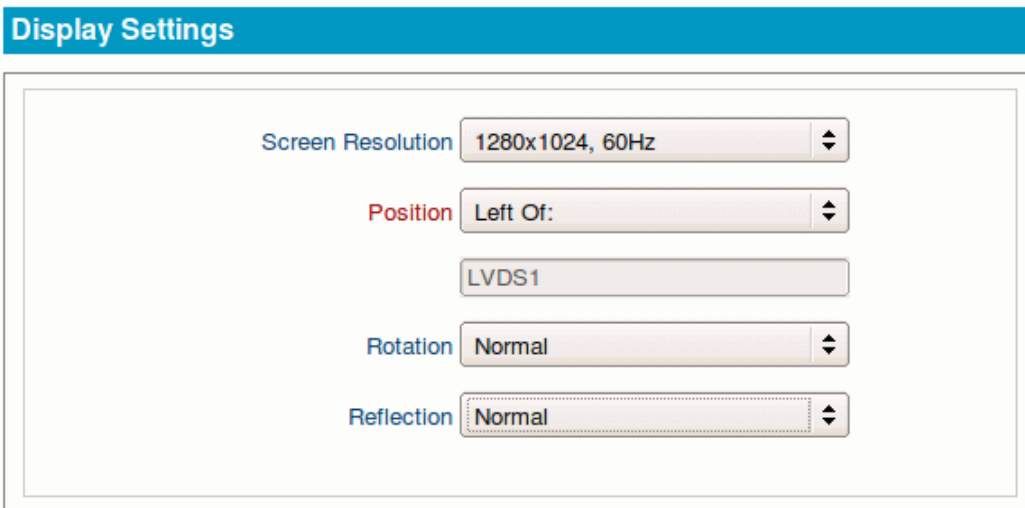 Display Settings
Screen Resolution 1280x1024, 60Hz
Position Left Of:
LVDS1
Rotation Normal
Reflection Normal